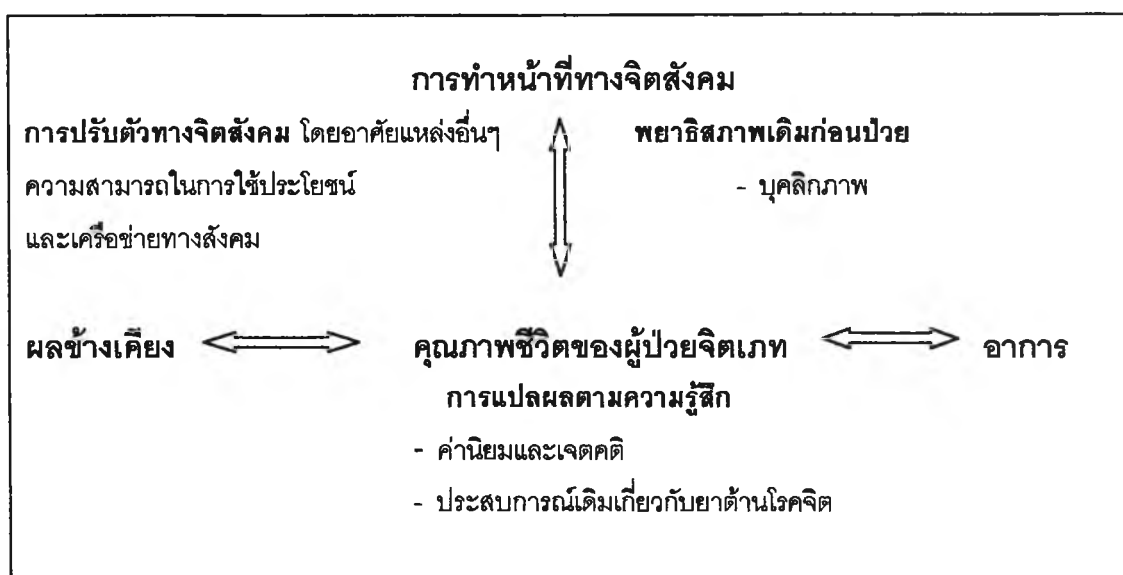 การทำหน้าที่ทางจิตสังคม
การปรับตัวทางจิตสังคม โดยอาศัยแหล่งอื่นๆ
ความสามารถในการใช้ประโยชน์
และเครือข่ายทางสังคม
พยาธิสภาพเดิมก่อนป่วย
- บุคลิกภาพ
ผลข้างเคียง
คุณภาพชีวิตของผู้ป่วยจิตเภท
อาการ
การแปลผลตามความรู้สึก
- ค่านิยมและเจตคติ
- ประสบการณ์เดิมเกี่ยวกับยาต้านโรคจิต